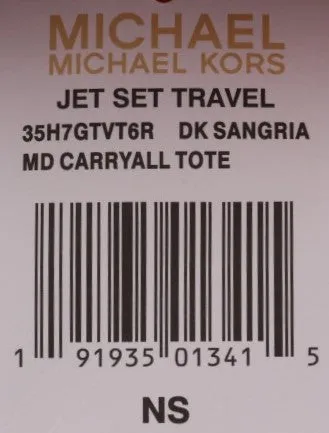 MICHAEL
MICHAEL KORS
JET SET TRAVEL
35H7GTVT6R DK SANGRIA
MD CARRYALL TOTE
1 91935 01341 5
NS